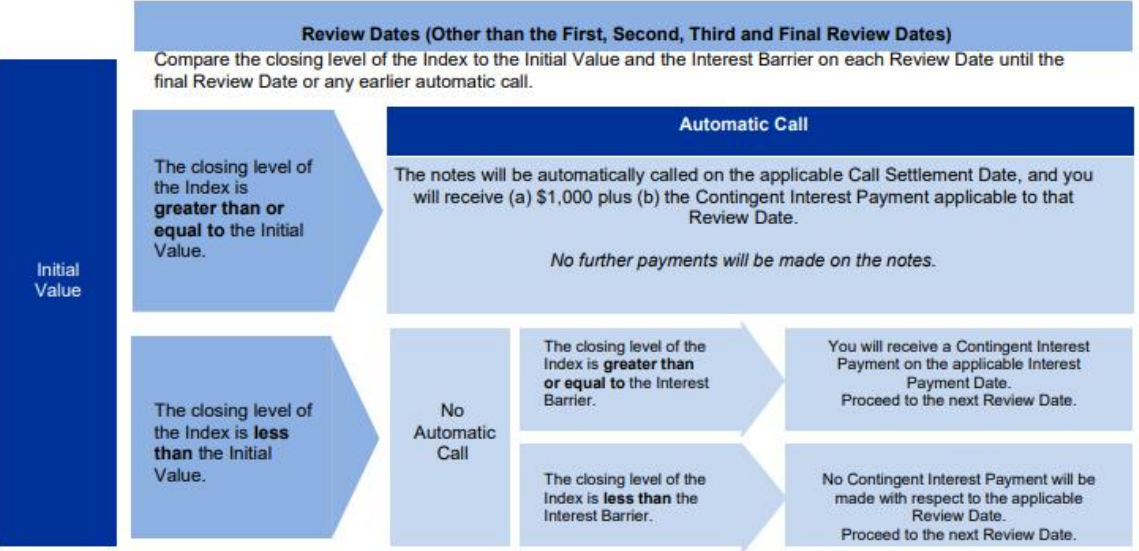 Review Dates (Other than the First, Second, Third and Final Review Dates)
Compare the closing level of the Index to the Initial Value and the Interest Barrier on each Review Date until the
final Review Date or any earlier automatic call.
Initial
Value
The closing level of
the Index is
greater than or
equal to the Initial
Value.
Automatic Call
The notes will be automatically called on the applicable Call Settlement Date, and you
will receive (a) $1,000 plus (b) the Contingent Interest Payment applicable to that
Review Date.
No further payments will be made on the notes.
The closing level of
the Index is less
than the Initial
Value.
No
Automatic
Call
The closing level of the
Index is greater than
or equal to the Interest
Barrier.
You will receive a Contingent Interest
Payment on the applicable Interest
Payment Date.
Proceed to the next Review Date.
The closing level of the
Index is less than the
Interest Barrier.
No Contingent Interest Payment will be
made with respect to the applicable
Review Date.
Proceed to the next Review Date.